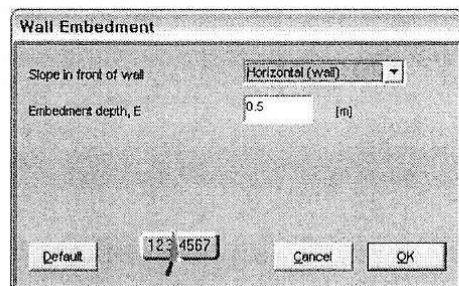 Wall Embedment
Slope in front of wall Horizontal (wall)
Embedment depth, E 0.5 [m]
Default 123 4567 Cancel OK